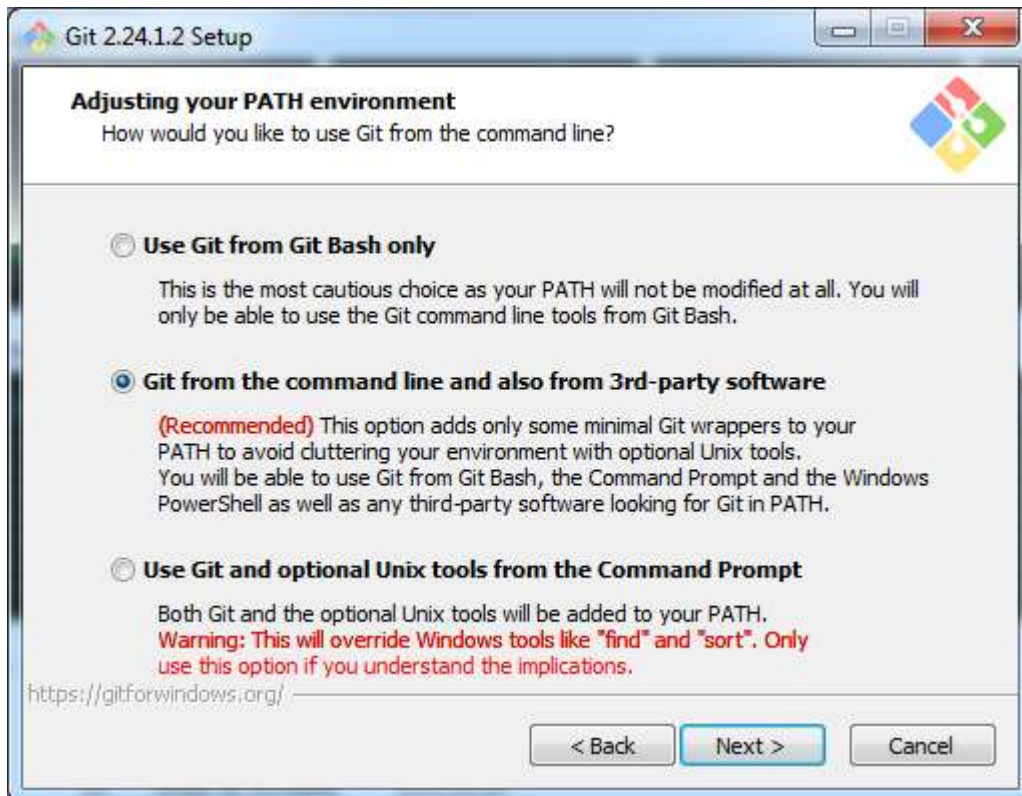 Git 2.24.1.2 Setup
Adjusting your PATH environment
How would you like to use Git from the command line?
Use Git from Git Bash only
This is the most cautious choice as your PATH will not be modified at all. You will
only be able to use the Git command line tools from Git Bash.
Git from the command line and also from 3rd-party software
(Recommended) This option adds only some minimal Git wrappers to your
PATH to avoid cluttering your environment with optional Unix tools.
You will be able to use Git from Git Bash, the Command Prompt and the Windows
PowerShell as well as any third-party software looking for Git in PATH.
Use Git and optional Unix tools from the Command Prompt
Both Git and the optional Unix tools will be added to your PATH.
Warning: This will override Windows tools like "find" and "sort". Only
use this option if you understand the implications.
https://gitforwindows.org/
< Back Next > Cancel